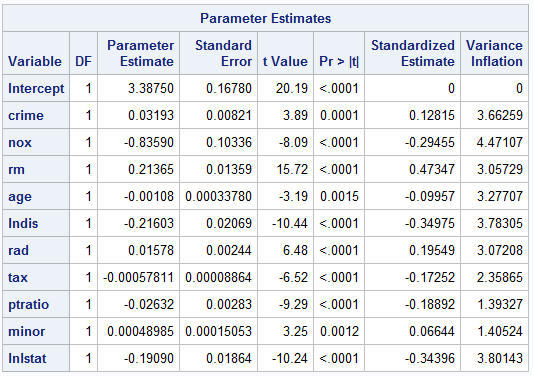 Parameter Estimates
Variable DF Parameter Estimate Standard Error t Value Pr > |t| Standardized Estimate Variance Inflation
Intercept 1 3.38750 0.16780 20.19 <.0001 0 0
crime 1 0.03193 0.00821 3.89 0.0001 0.12815 3.66259
nox 1 -0.83590 0.10336 -8.09 <.0001 -0.29455 4.47107
rm 1 0.21365 0.01359 15.72 <.0001 0.47347 3.05729
age 1 -0.00108 0.00033780 -3.19 0.0015 -0.09957 3.27707
lndis 1 -0.21603 0.02069 -10.44 <.0001 -0.34975 3.78305
rad 1 0.01578 0.00244 6.48 <.0001 0.19549 3.07208
tax 1 -0.00057811 0.00008864 -6.52 <.0001 -0.17252 2.35865
ptratio 1 -0.02632 0.00283 -9.29 <.0001 -0.18892 1.39327
minor 1 0.00048985 0.00015053 3.25 0.0012 0.06644 1.40524
lnlstat 1 -0.19090 0.01864 -10.24 <.0001 -0.34396 3.80143